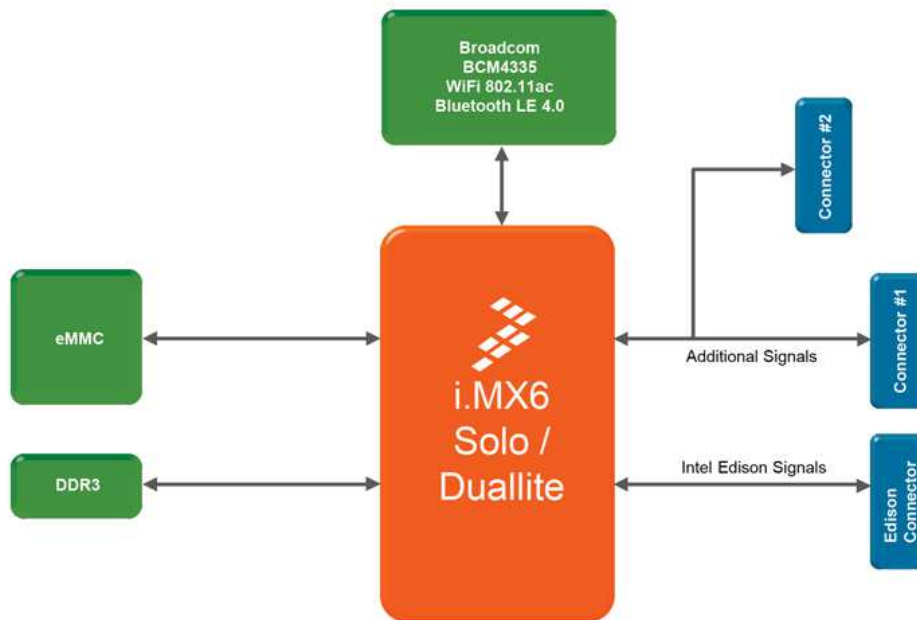 Broadcom
BCM4335
WiFi 802.11ac
Bluetooth LE 4.0
Connector #2
eMMC
Connector #1
Additional Signals
i.MX6
Solo /
Duallite
DDR3
Intel Edison Signals
Edison
Connector